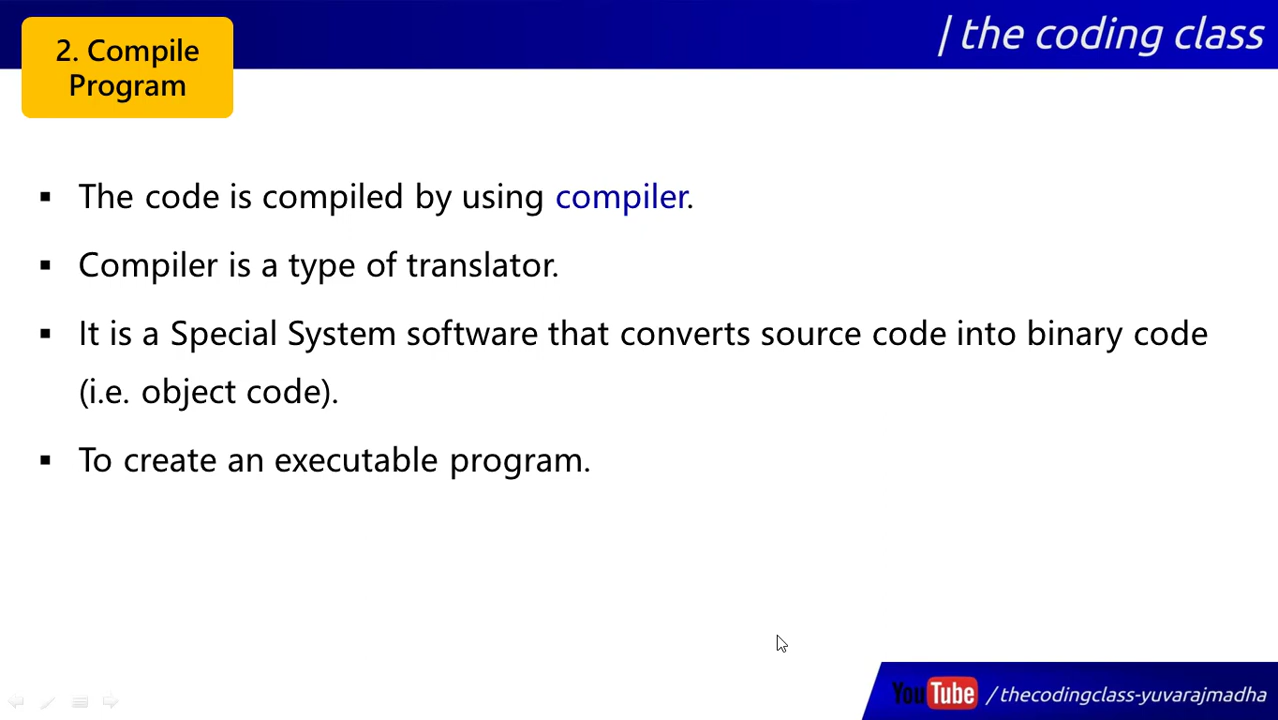 2. Compile
Program
/ the coding class
▪ The code is compiled by using compiler.
▪ Compiler is a type of translator.
▪ It is a Special System software that converts source code into binary code
(i.e. object code).
▪ To create an executable program.
YouTube / thecodingclass-yuvarajmadha